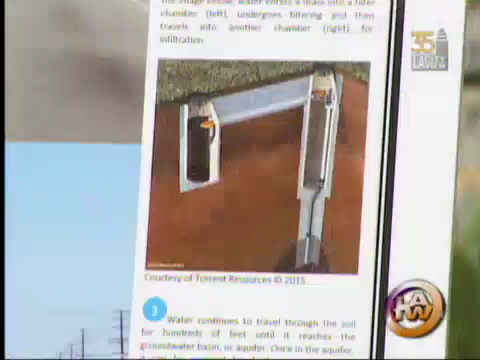 the image below, water enters a drain into a filter
chamber (left), undergoes filtering and then
travels into another chamber (right) for
infiltration
Courtesy of Torrent Resources © 2015
3
Water continues to travel through the soil
for hundreds of feet until it reaches the
groundwater basin, or aquifer. Once in the aquifer,
35
LA CITYVIEW